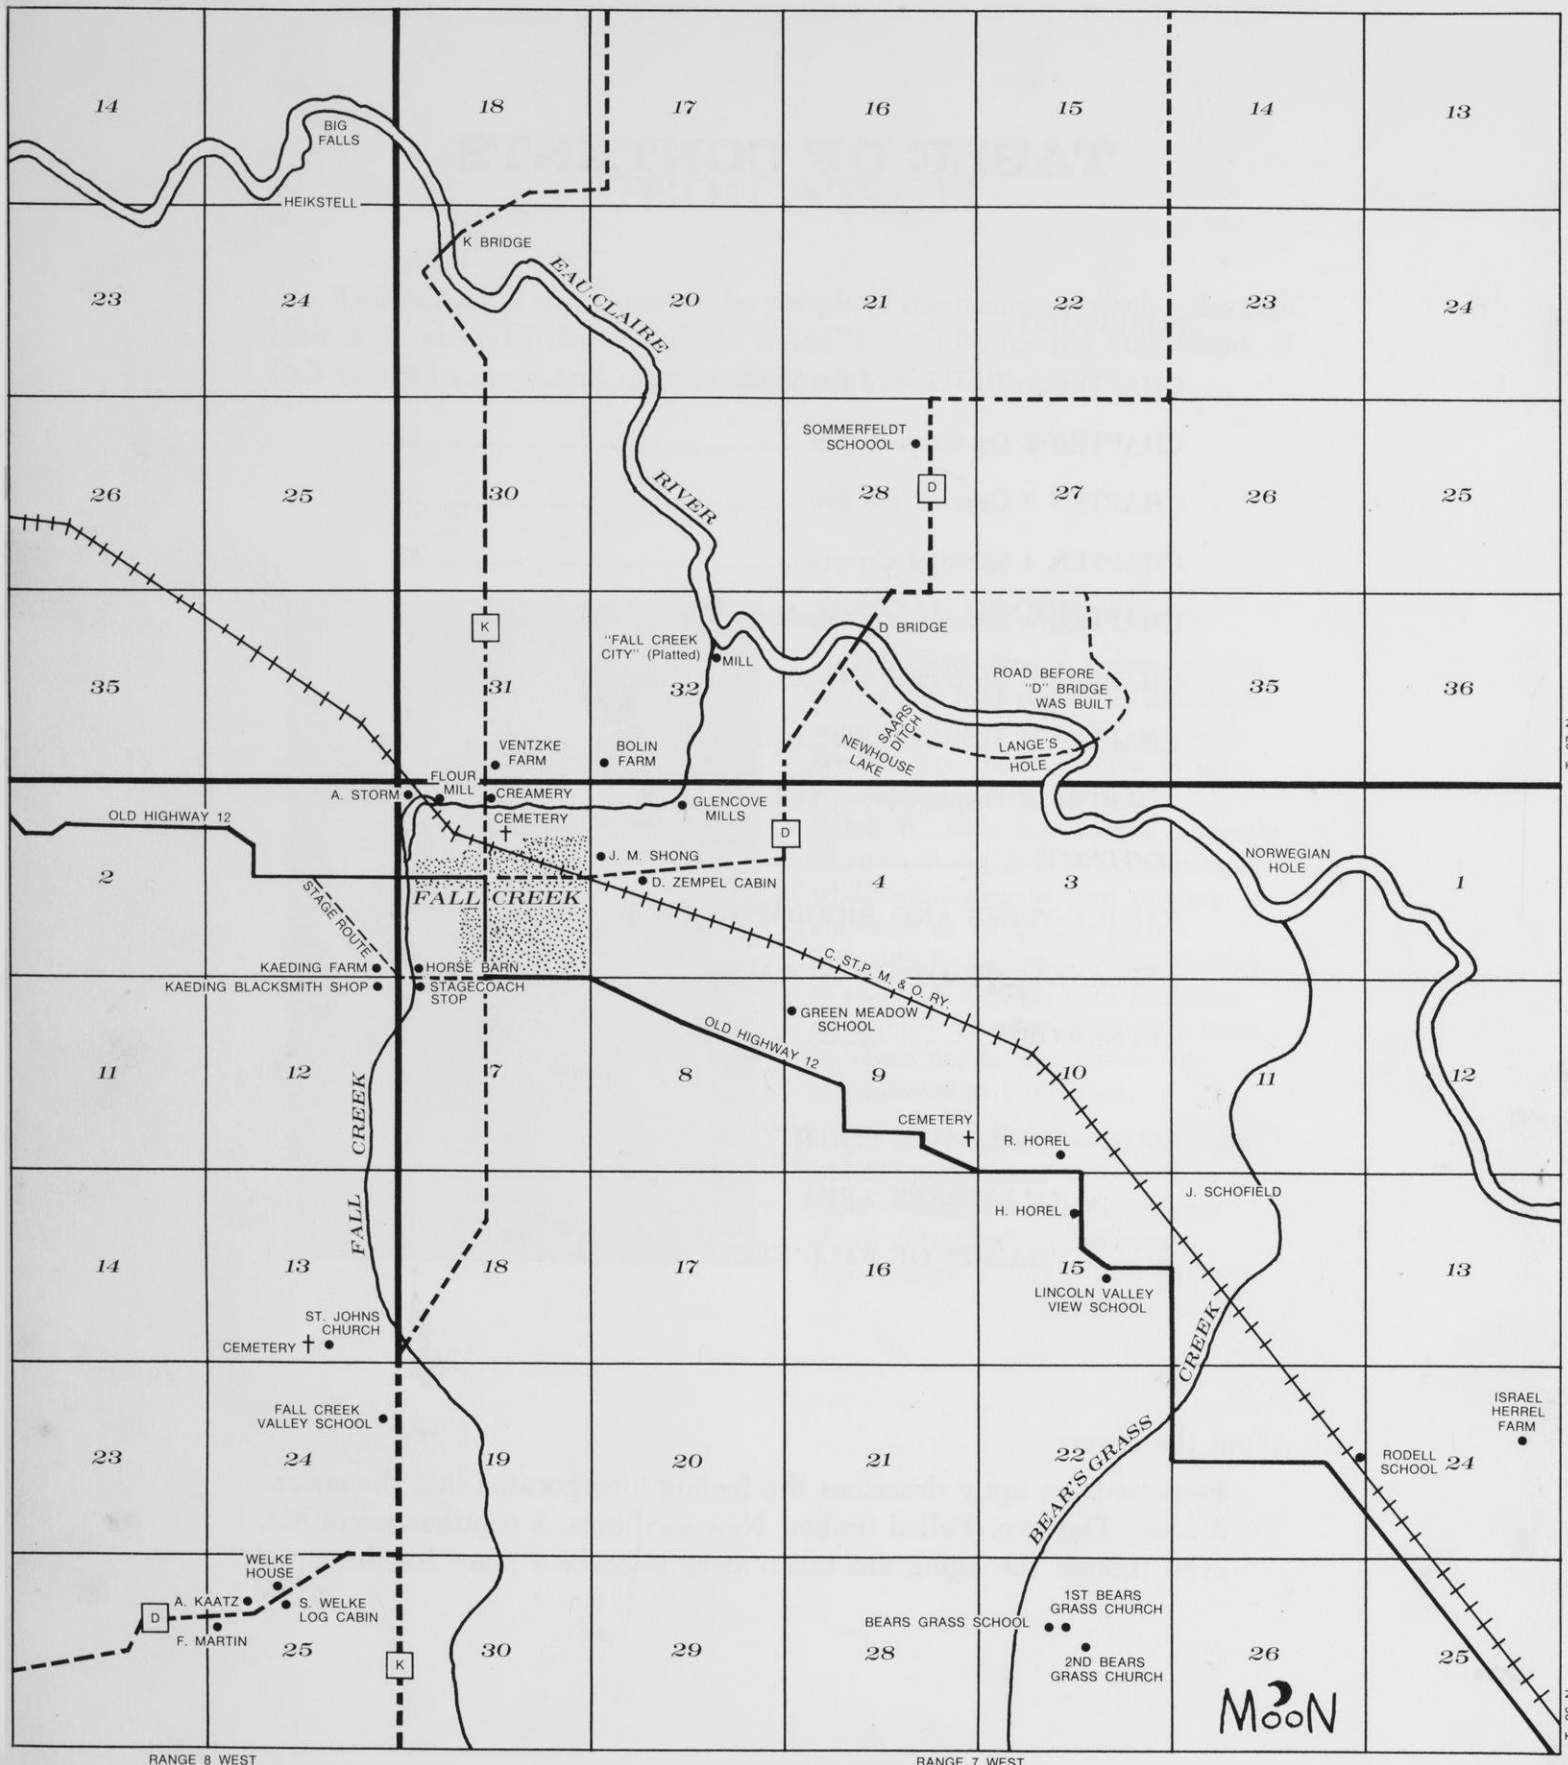 14
18
17
16
15
14
13
BIG
FALLS
HEIKSTELL
K BRIDGE
23
24
EAU CLAIRE
20
21
22
23
24
SOMMERFELDT
SCHOOOL
26
25
30
RIVER
28
D
27
26
25
K
"FALL CREEK
CITY" (Platted)
MILL
D BRIDGE
35
31
32
ROAD BEFORE
"D" BRIDGE
WAS BUILT
35
36
SAARS
DITCH
NEWHOUSE
LAKE
LANGE'S
HOLE
VENTZKE
FARM
BOLIN
FARM
A. STORM
FLOUR
MILL
CREAMERY
CEMETERY
GLENCOVE
MILLS
OLD HIGHWAY 12
D
J. M. SHONG
D. ZEMPEL CABIN
NORWEGIAN
HOLE
2
FALL CREEK
4
3
1
STAGE ROUTE
KAEDING FARM
HORSE BARN
KAEDING BLACKSMITH SHOP
STAGECOACH
STOP
C. ST. P. M. & O. RY.
GREEN MEADOW
SCHOOL
OLD HIGHWAY 12
11
12
7
8
9
10
11
12
FALL CREEK
CEMETERY
R. HOREL
J. SCHOFIELD
H. HOREL
14
13
18
17
16
15
13
LINCOLN VALLEY
VIEW SCHOOL
ST. JOHNS
CHURCH
CEMETERY
BEAR'S GRASS CREEK
FALL CREEK
VALLEY SCHOOL
ISRAEL
HERREL
FARM
23
24
19
20
21
22
RODELL
SCHOOL
24
WELKE
HOUSE
A. KAATZ
S. WELKE
LOG CABIN
D
F. MARTIN
25
K
30
29
28
BEARS GRASS SCHOOL
1ST BEARS
GRASS CHURCH
2ND BEARS
GRASS CHURCH
26
25
MOON
RANGE 8 WEST
RANGE 7 WEST
TABLE OF CONTENTS